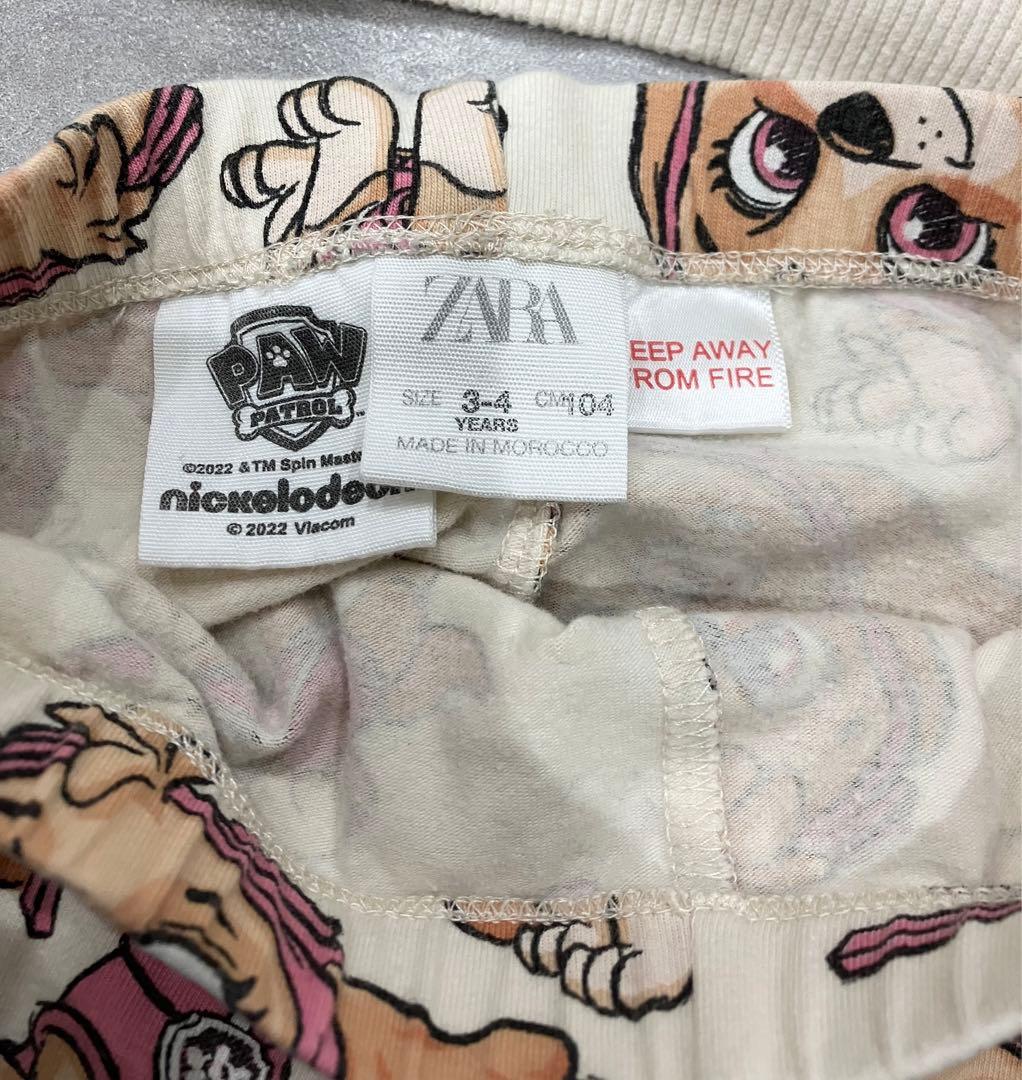 PAW
PATROL
©2022 &TM Spin Maste
nickelodeon
© 2022 Viacom
ZARA
SIZE 3-4 CM 104
YEARS
MADE IN MOROCCO
EEP AWAY
ROM FIRE